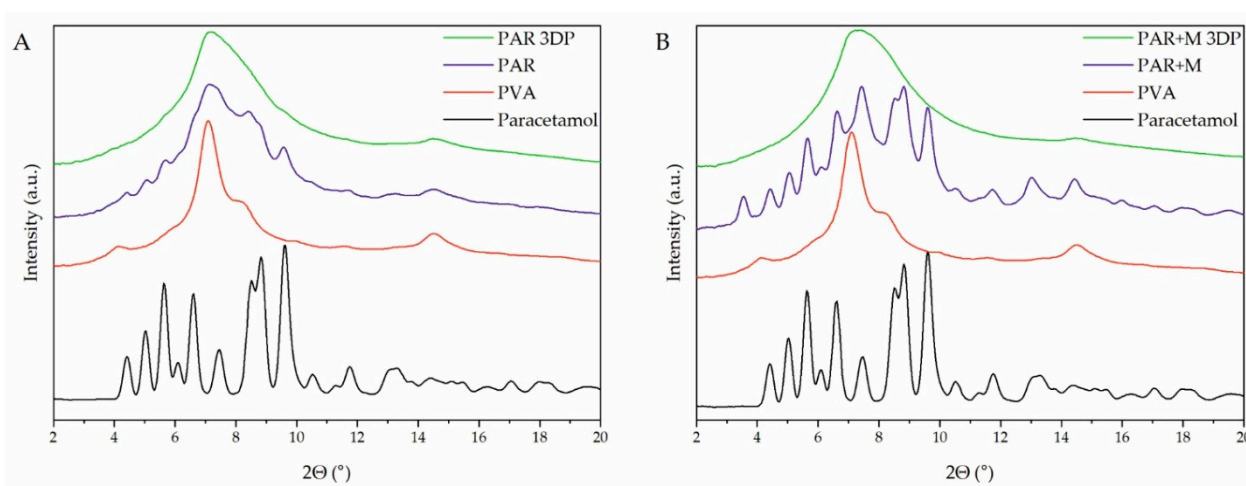 A
PAR 3DP
PAR
PVA
Paracetamol
Intensity (a.u.)
2 4 6 8 10 12 14 16 18 20
2Θ (°)
B
PAR+M 3DP
PAR+M
PVA
Paracetamol
Intensity (a.u.)
2 4 6 8 10 12 14 16 18 20
2Θ (°)